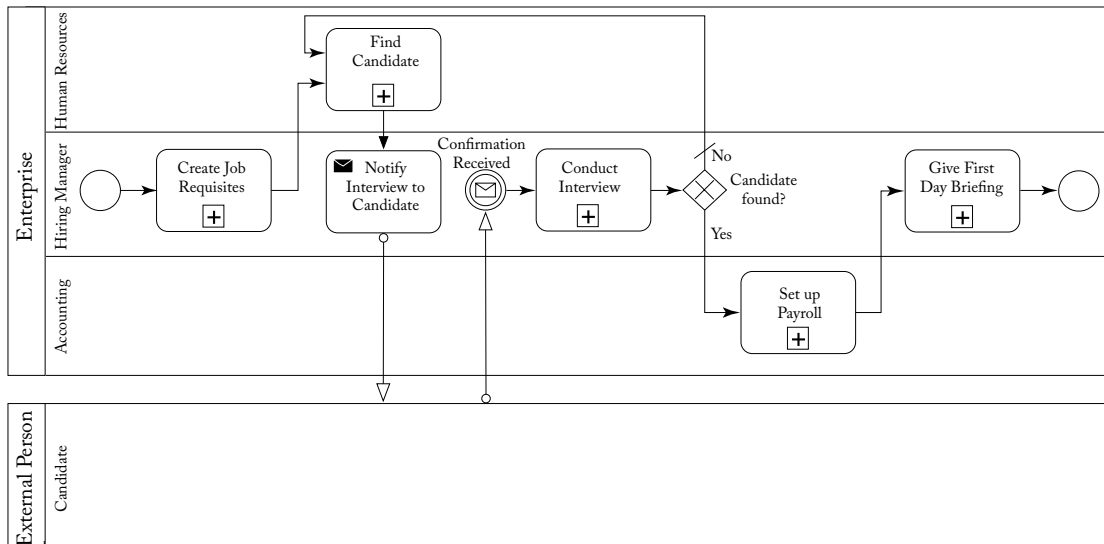 Enterprise
Human Resources
Find
Candidate
Hiring Manager
Create Job
Requisites
Notify
Interview to
Candidate
Confirmation
Received
Conduct
Interview
No
Candidate
found?
Yes
Give First
Day Briefing
Accounting
Set up
Payroll
External Person
Candidate